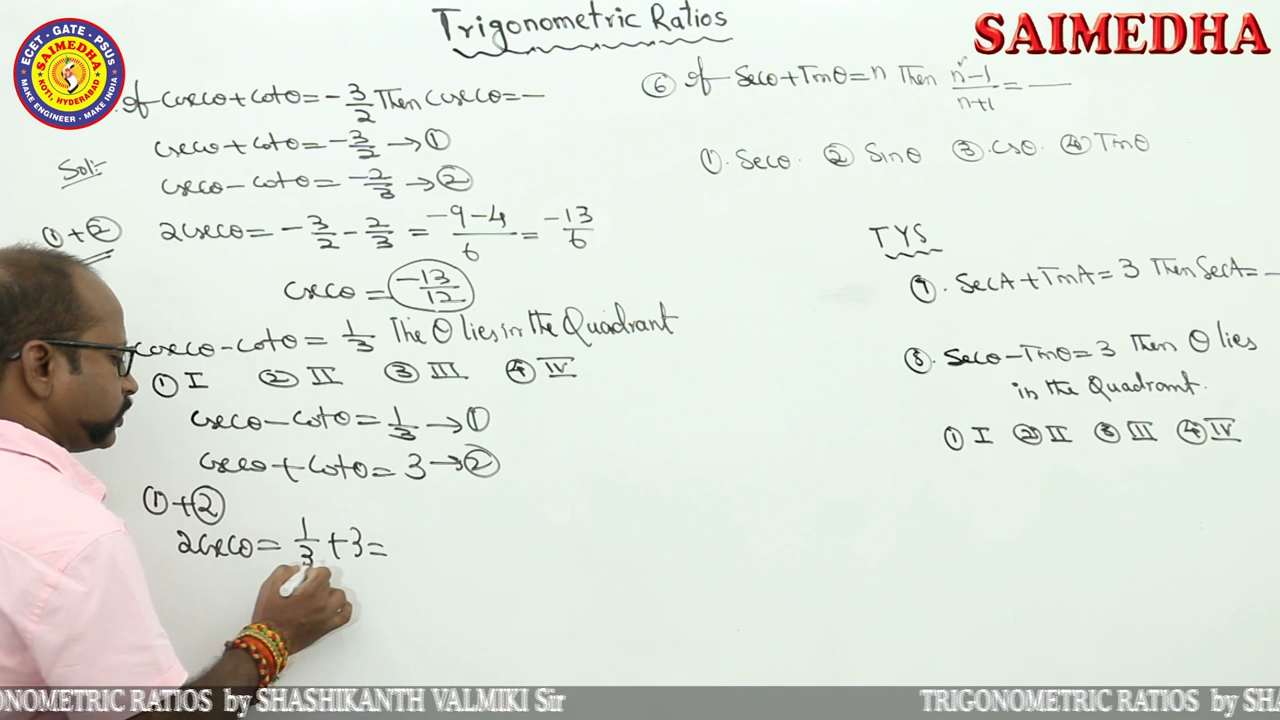 Trigonometric Ratios
SAIMEDHA
ECET - GATE - PSUS
SAIMEDHA
KOTI, HYDERABAD
MAKE ENGINEER - MAKE INDIA
If cosecθ + cotθ = -3/2 Then cosecθ = —
Sol:-
cosecθ + cotθ = -3/2 → ①
cosecθ - cotθ = -2/3 → ②
① + ② 2cosecθ = -3/2 - 2/3 = -9-4/6 = -13/6
cosecθ = -13/12
cosecθ - cotθ = 1/3 The θ lies in the Quadrant
① I ② II ③ III ④ IV
cosecθ - cotθ = 1/3 → ①
cosecθ + cotθ = 3 → ②
① + ②
2cosecθ = 1/3 + 3 =
⑥ If Secθ + Tanθ = n Then n²-1/n+1 = —
①. Secθ. ② Sinθ ③. Cosθ. ④ Tanθ
TYS
⑦. SecA + TanA = 3 Then SecA = —
⑧. Secθ - Tanθ = 3 Then θ lies
in the Quadrant.
① I ② II ③ III ④ IV
ONOMETRIC RATIOS by SHASHIKANTH VALMIKI Sir
TRIGONOMETRIC RATIOS by SHA